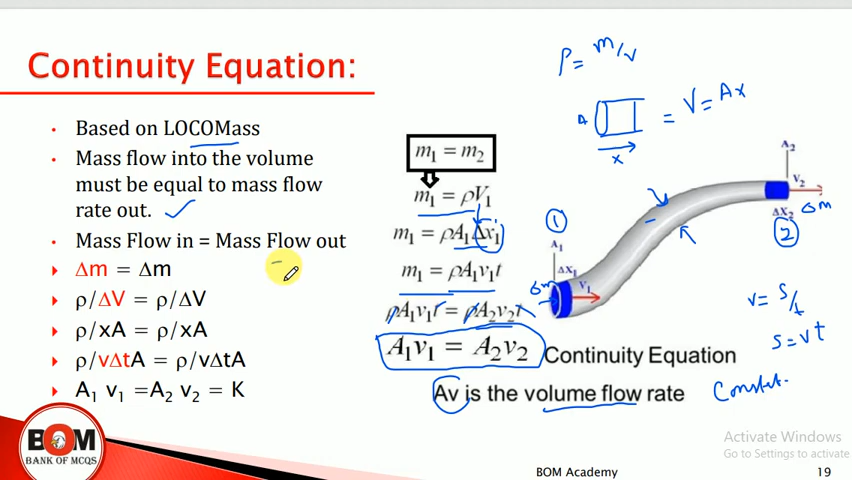 Continuity Equation:
• Based on LOCOMass
• Mass flow into the volume
must be equal to mass flow
rate out.
• Mass Flow in = Mass Flow out
Δm = Δm
ρ/ΔV = ρ/ΔV
ρ/xA = ρ/xA
ρ/vΔtA = ρ/vΔtA
A₁ v₁ =A₂ v₂ = K
BOM
BANK OF MCQS
m₁ = m₂
m₁ = ρV₁
m₁ = ρA₁Δx₁
m₁ = ρA₁v₁t
ρA₁v₁t = ρA₂v₂t
A₁v₁ = A₂v₂ Continuity Equation
Av is the volume flow rate
ρ = m/v
A
= V = Ax
x
A₂
V₂
ΔX₂
δm
2
1
A₁
ΔX₁
δm
V₁
v = S/t
S = vt
Activate Windows
Go to Settings to activate
BOM Academy
19